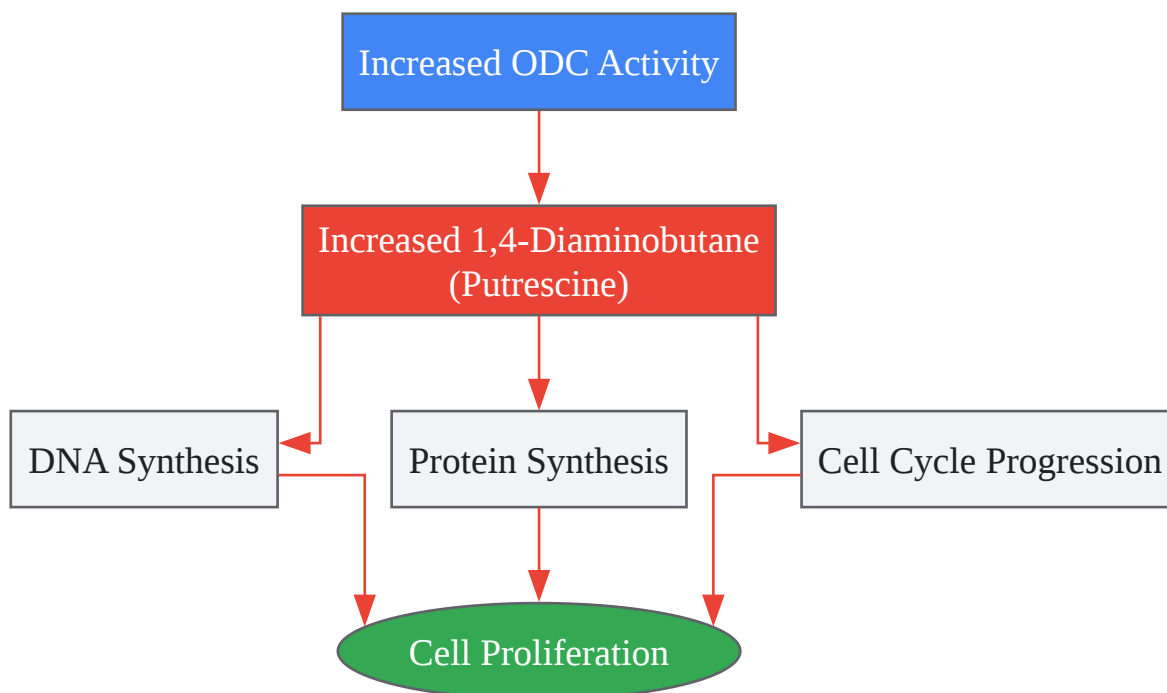 Increased ODC Activity
Increased 1,4-Diaminobutane
(Putrescine)
DNA Synthesis
Protein Synthesis
Cell Cycle Progression
Cell Proliferation